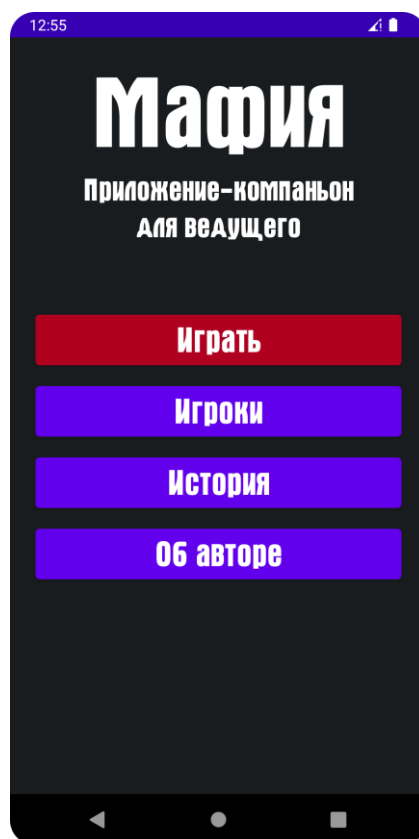 12:55
Мафия
Приложение-компаньон
для ведущего
Играть
Игроки
История
Об авторе